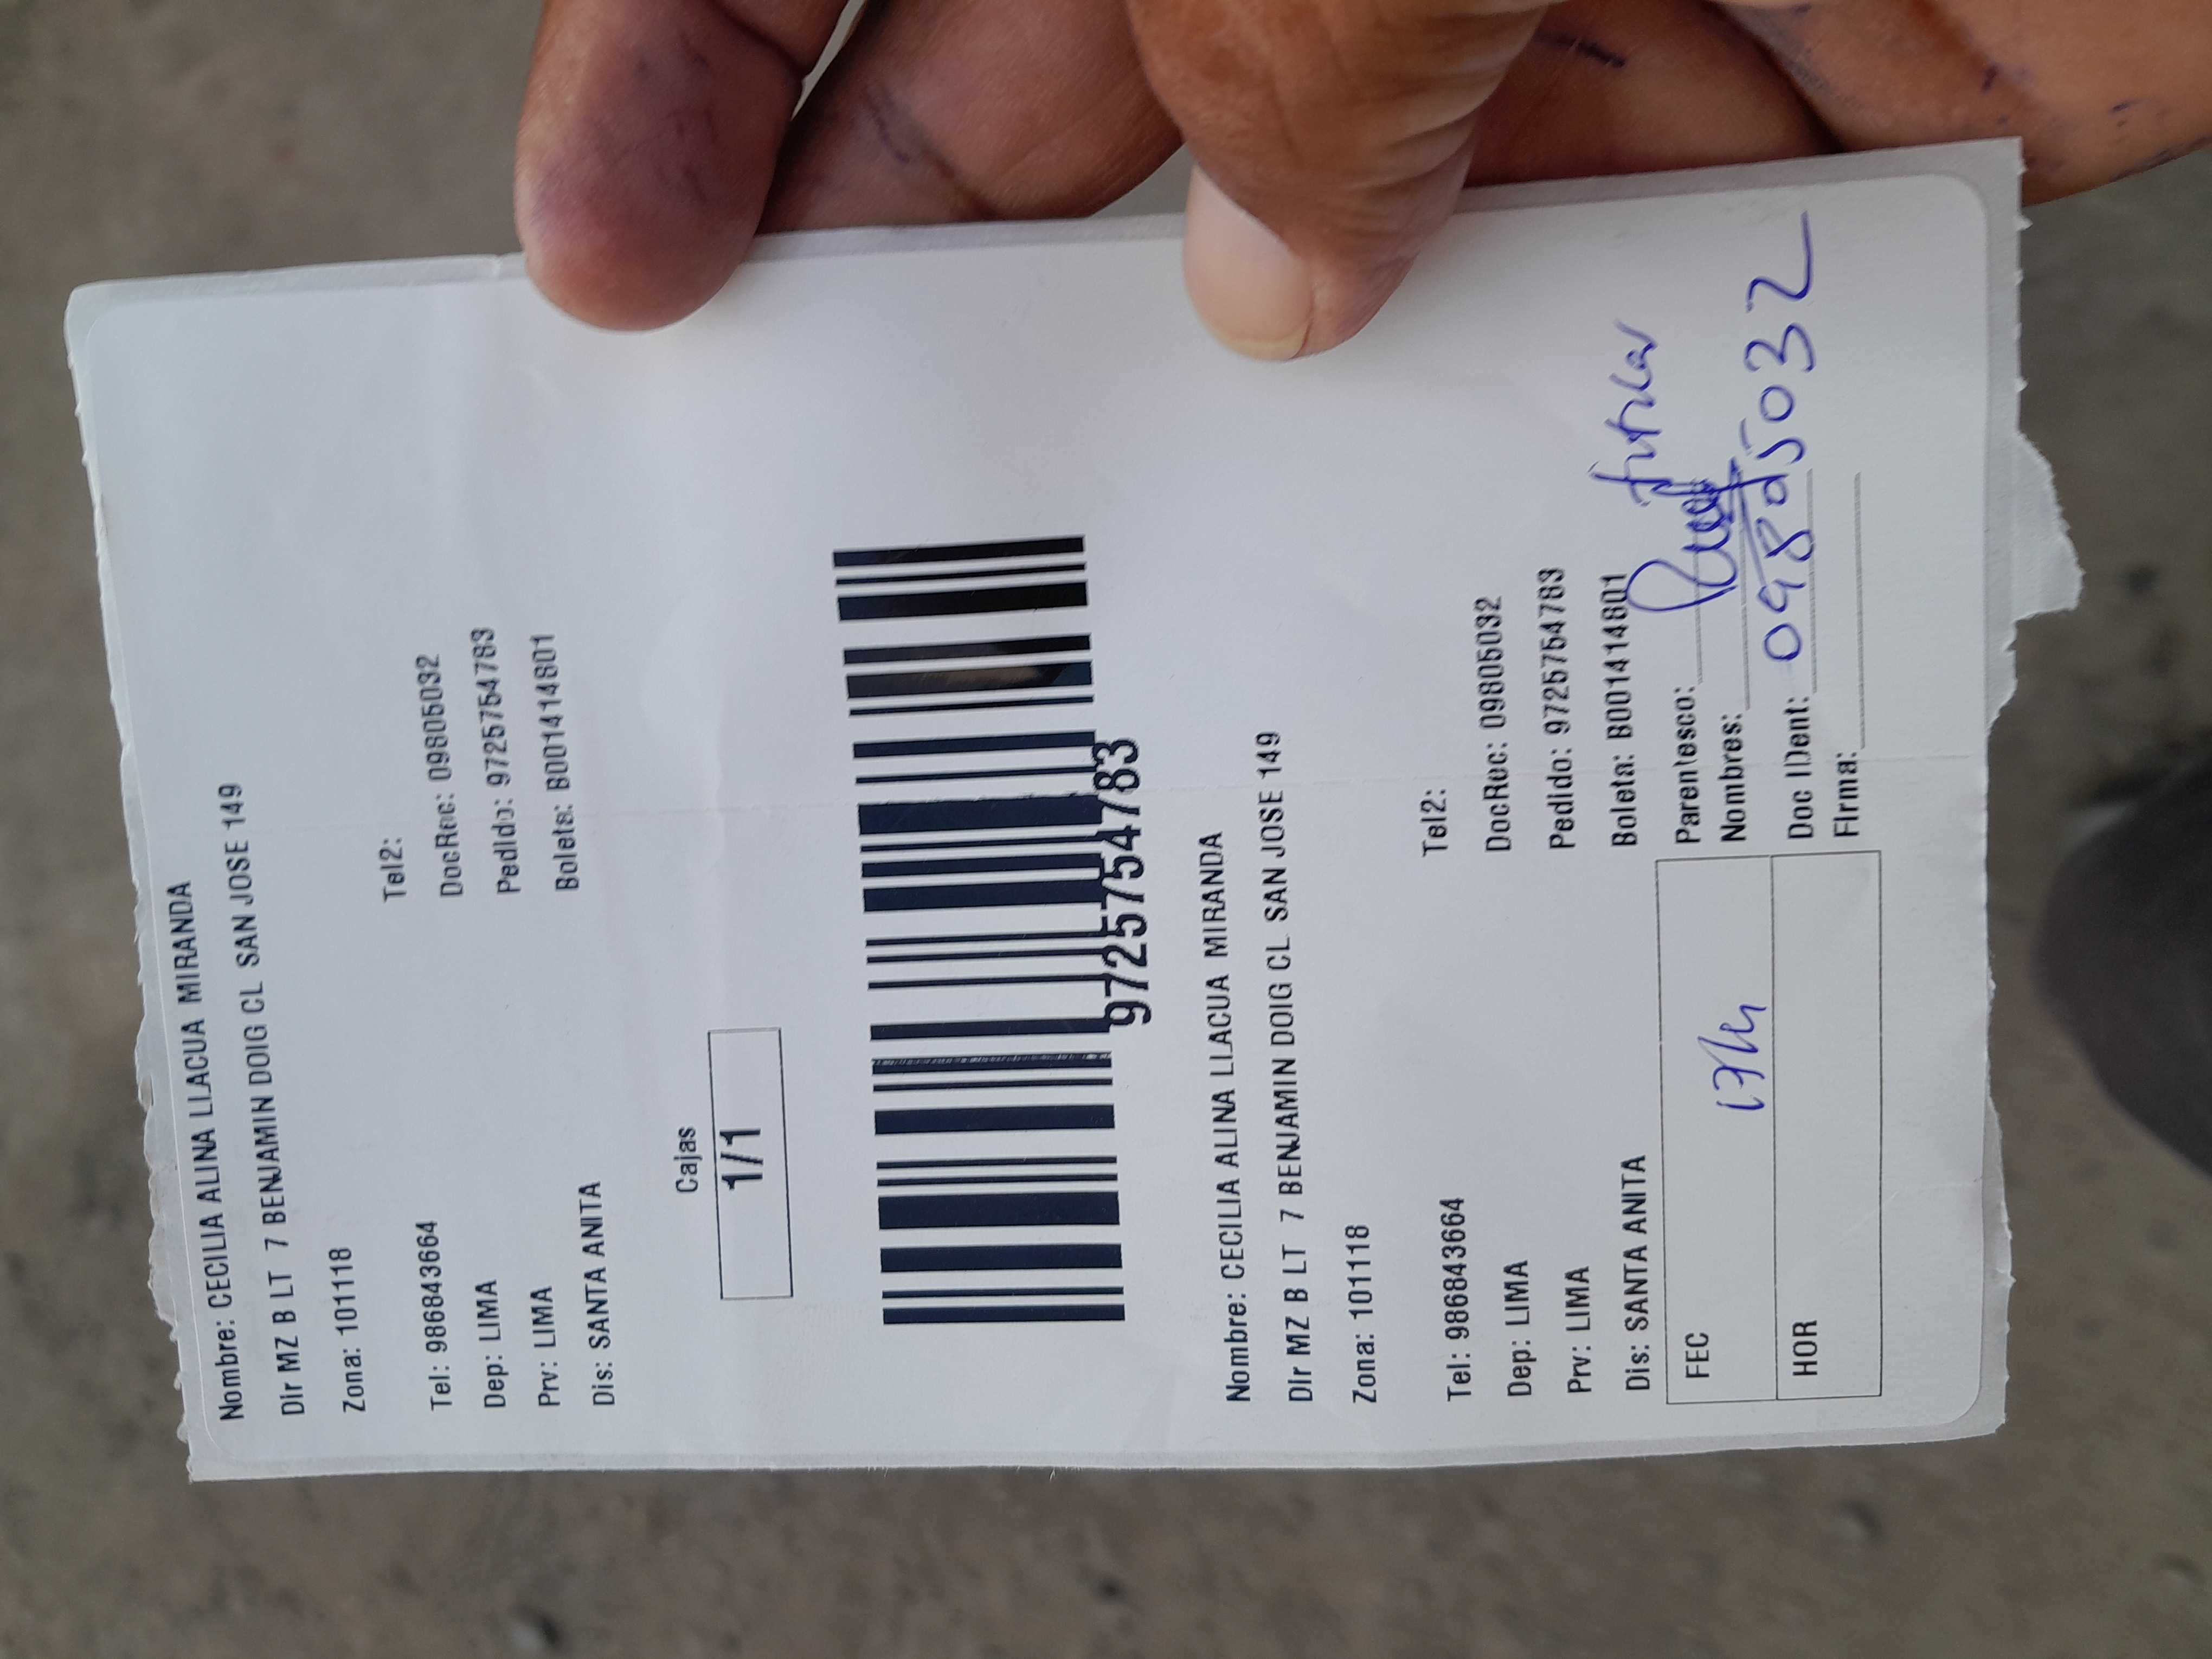 Nombre: CECILIA ALINA LLACUA MIRANDA
Dir MZ B LT 7 BENJAMIN DOIG CL SAN JOSE 149
Zona: 101118
Tel2:
Tel: 986843664 DocRec: 09805032
Dep: LIMA Pedido: 9725754783
Prv: LIMA Boleta: B001414801
Dis: SANTA ANITA
Cajas
1/1
9725754783
Nombre: CECILIA ALINA LLACUA MIRANDA
Dir MZ B LT 7 BENJAMIN DOIG CL SAN JOSE 149
Zona: 101118
Tel2:
Tel: 986843664 DocRec: 09805032
Dep: LIMA Pedido: 9725754783
Prv: LIMA Boleta: B001414801
Dis: SANTA ANITA
FEC Parentesco: titular
Nombres:
HOR Doc IDent: 09805032
Firma: